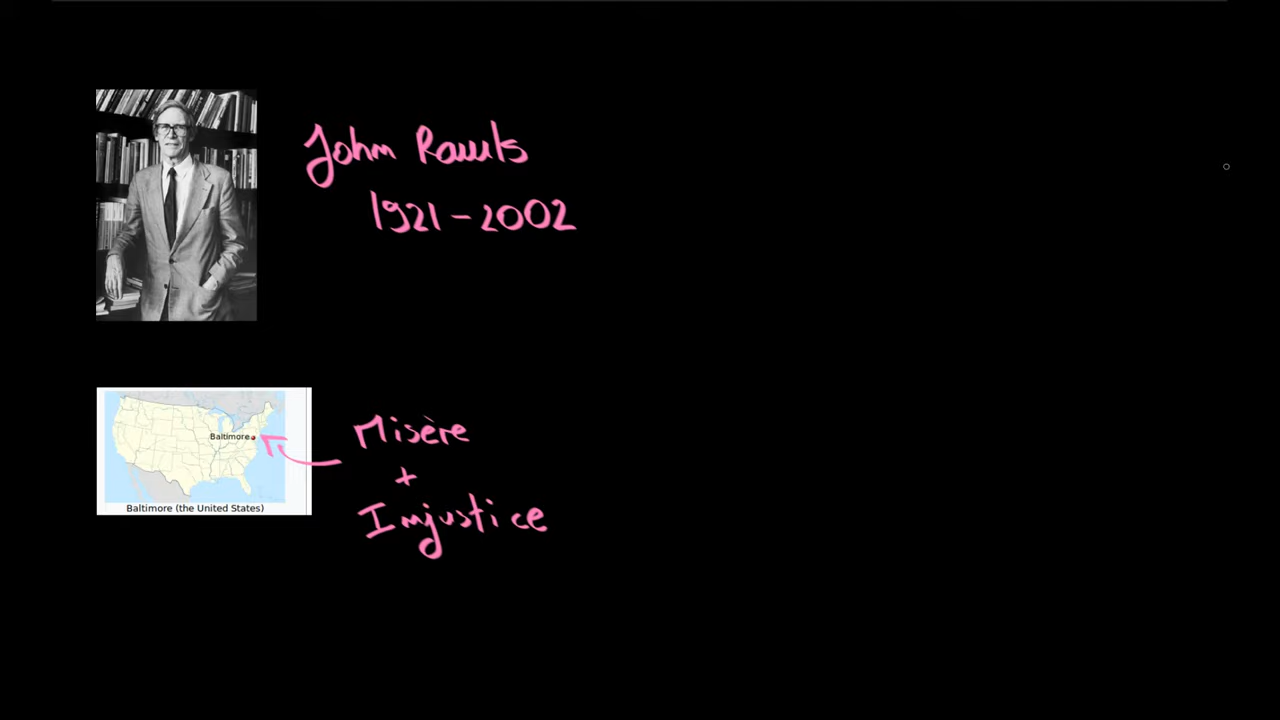 John Rawls
1921-2002
Baltimore
Baltimore (the United States)
Misère
+
Injustice